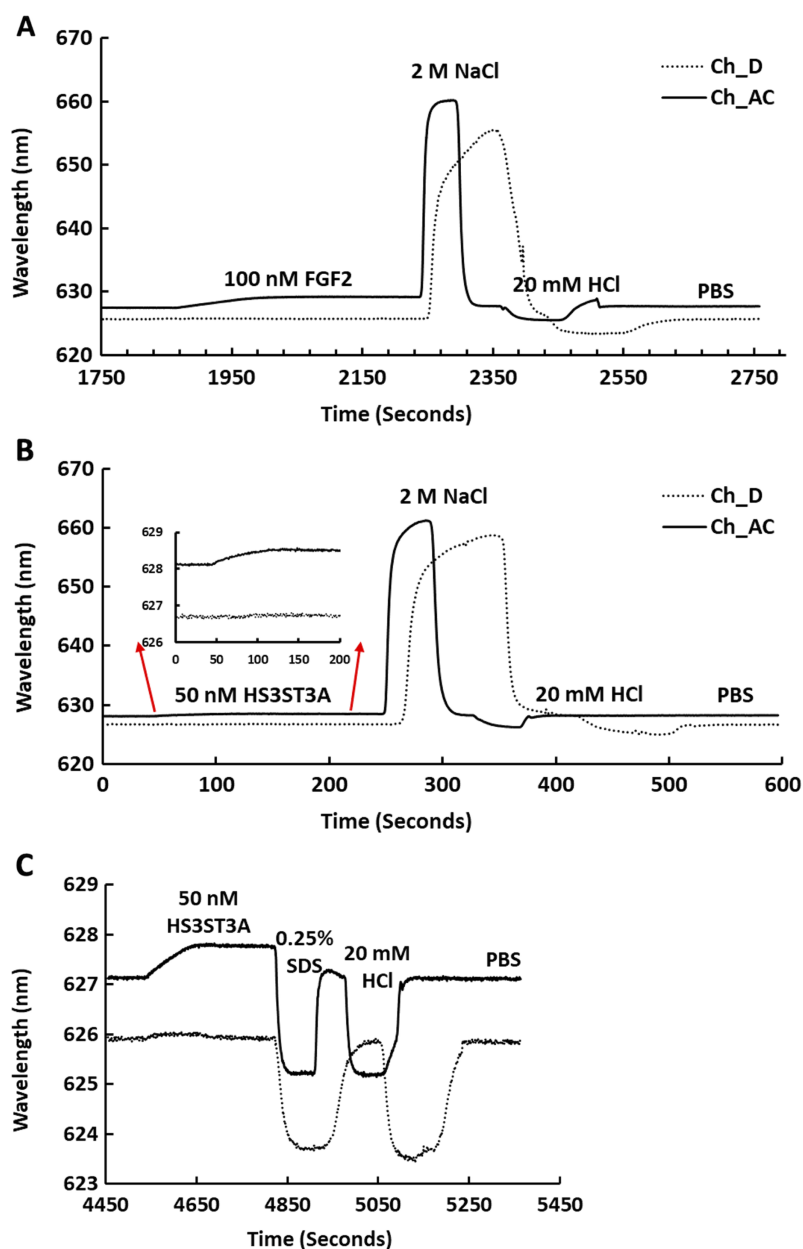 A
670
660
650
640
630
620
Wavelength (nm)
2 M NaCl
Ch_D
Ch_AC
100 nM FGF2
20 mM HCl
PBS
1750 1950 2150 2350 2550 2750
Time (Seconds)
B
670
660
650
640
630
620
Wavelength (nm)
2 M NaCl
Ch_D
Ch_AC
629
628
627
626
0 50 100 150 200
50 nM HS3ST3A
20 mM HCl
PBS
0 100 200 300 400 500 600
Time (Seconds)
C
629
628
627
626
625
624
623
Wavelength (nm)
50 nM
HS3ST3A
0.25%
SDS
20 mM
HCl
PBS
4450 4650 4850 5050 5250 5450
Time (Seconds)